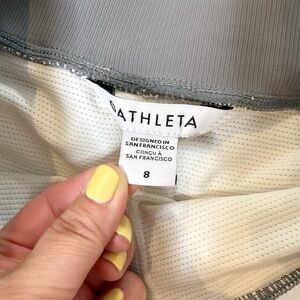 ATHLETA
DESIGNED IN
SAN FRANCISCO
CONÇU À
SAN FRANCISCO
8